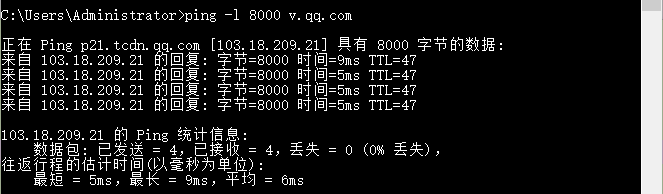 C:\Users\Administrator>ping -l 8000 v.qq.com
正在 Ping p21.tcdn.qq.com [103.18.209.21] 具有 8000 字节的数据:
来自 103.18.209.21 的回复: 字节=8000 时间=9ms TTL=47
来自 103.18.209.21 的回复: 字节=8000 时间=5ms TTL=47
来自 103.18.209.21 的回复: 字节=8000 时间=5ms TTL=47
来自 103.18.209.21 的回复: 字节=8000 时间=5ms TTL=47
103.18.209.21 的 Ping 统计信息:
数据包: 已发送 = 4，已接收 = 4，丢失 = 0 (0% 丢失)，
往返行程的估计时间(以毫秒为单位):
最短 = 5ms，最长 = 9ms，平均 = 6ms